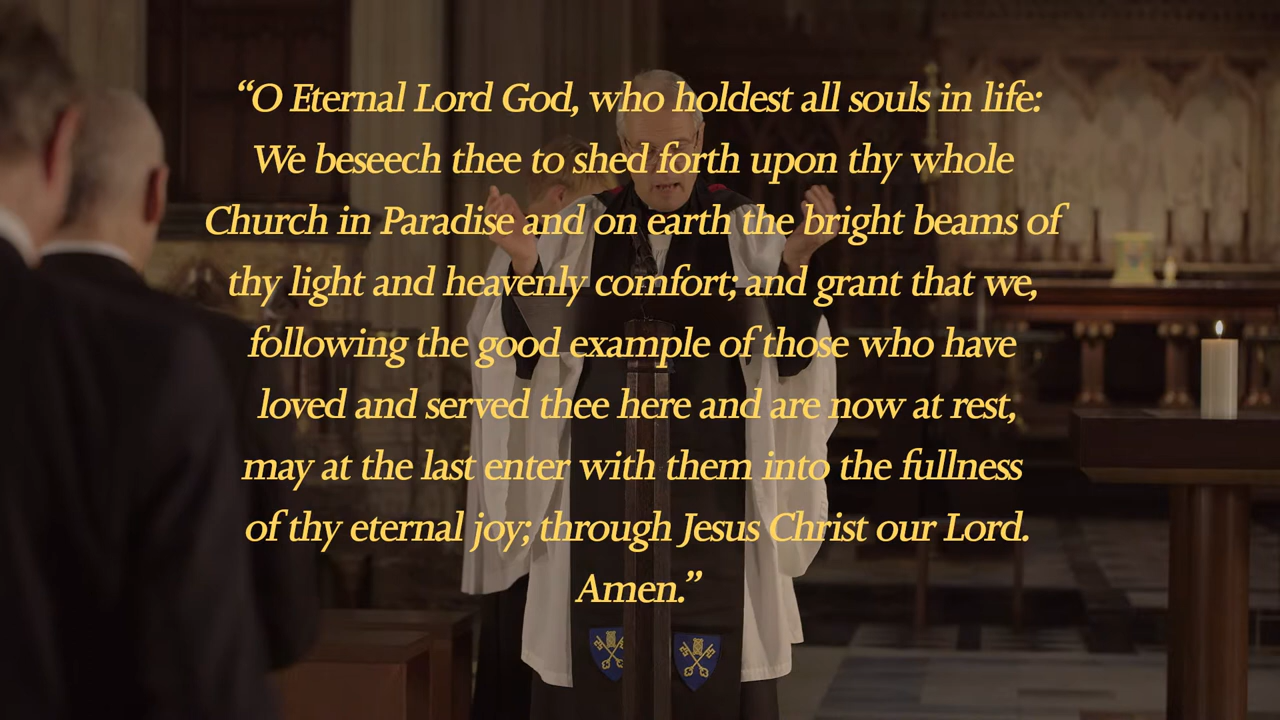 “O Eternal Lord God, who holdest all souls in life:
We beseech thee to shed forth upon thy whole
Church in Paradise and on earth the bright beams of
thy light and heavenly comfort; and grant that we,
following the good example of those who have
loved and served thee here and are now at rest,
may at the last enter with them into the fullness
of thy eternal joy; through Jesus Christ our Lord.
Amen.”